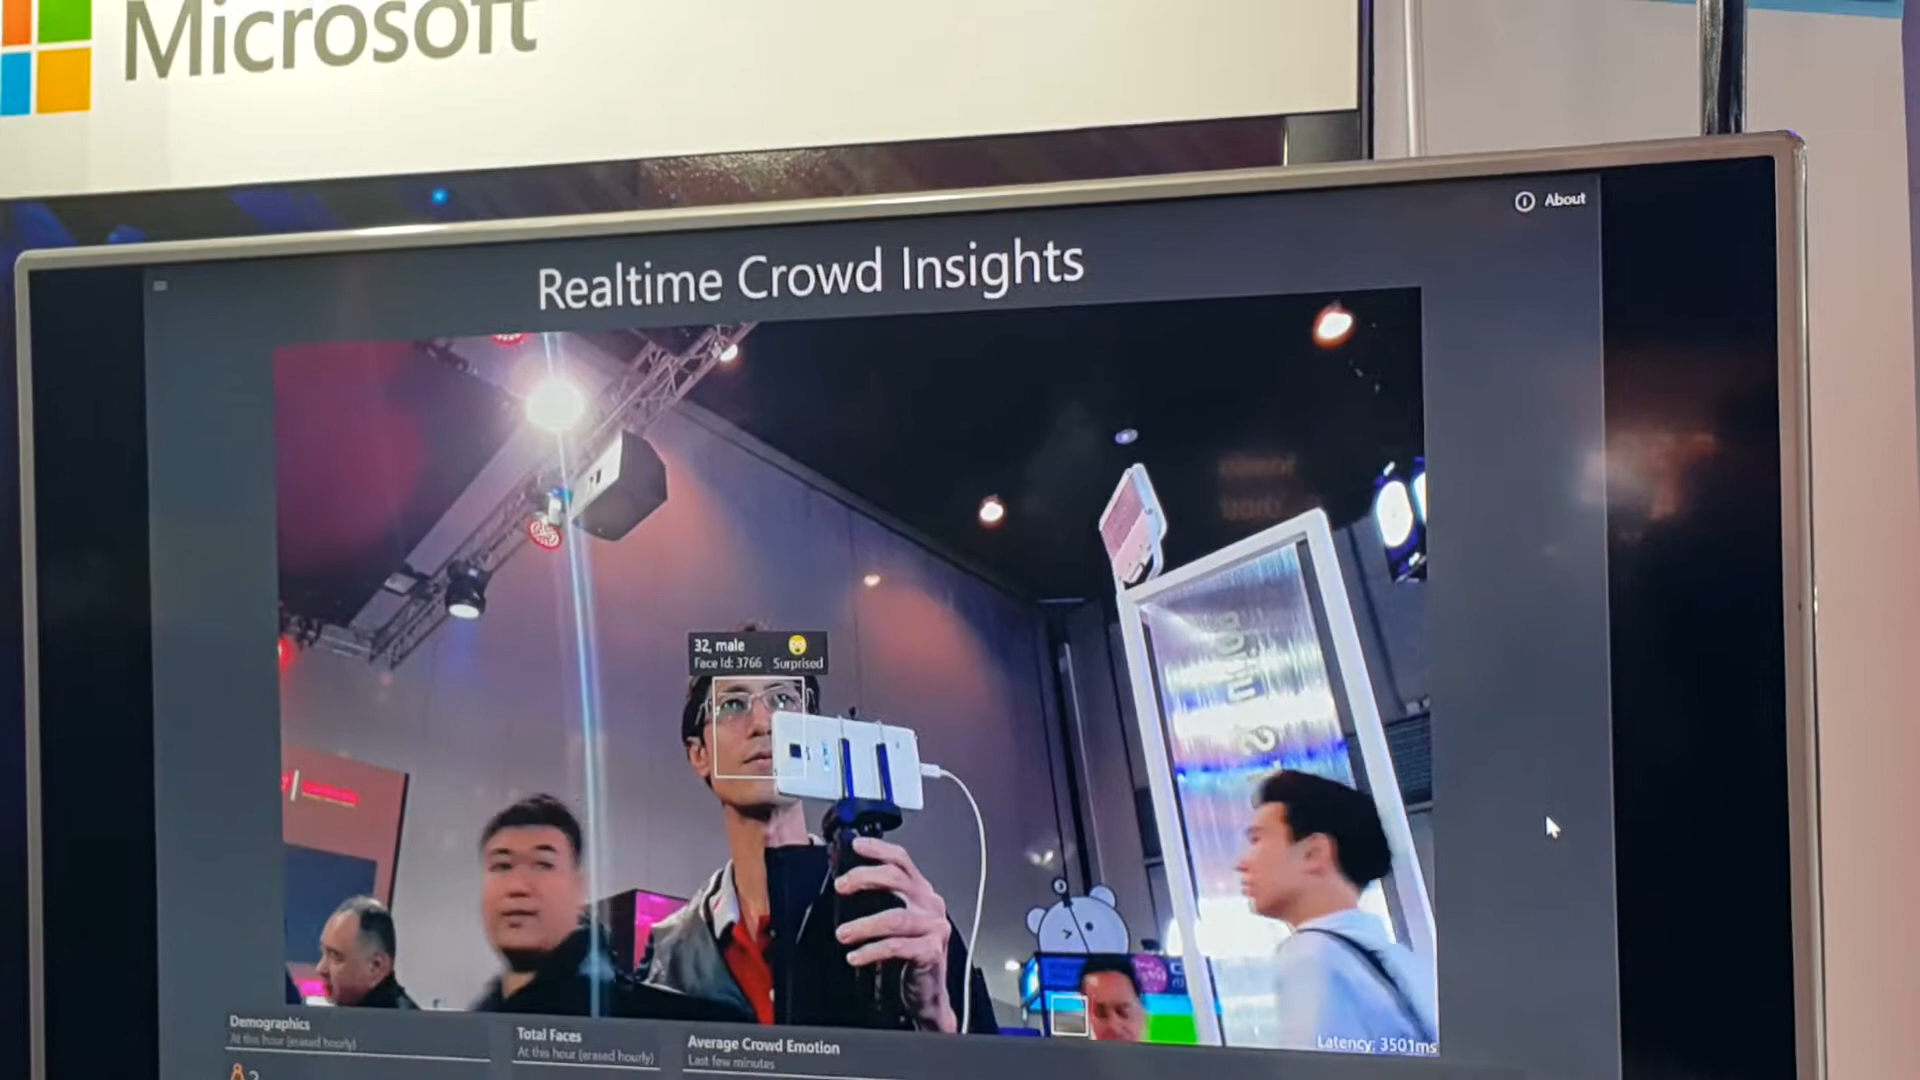 Microsoft
About
Realtime Crowd Insights
32, male
Face Id: 3766 Surprised
Demographics
At this hour (erased hourly)
Total Faces
At this hour (erased hourly)
Average Crowd Emotion
Last few minutes
Latency: 3501ms